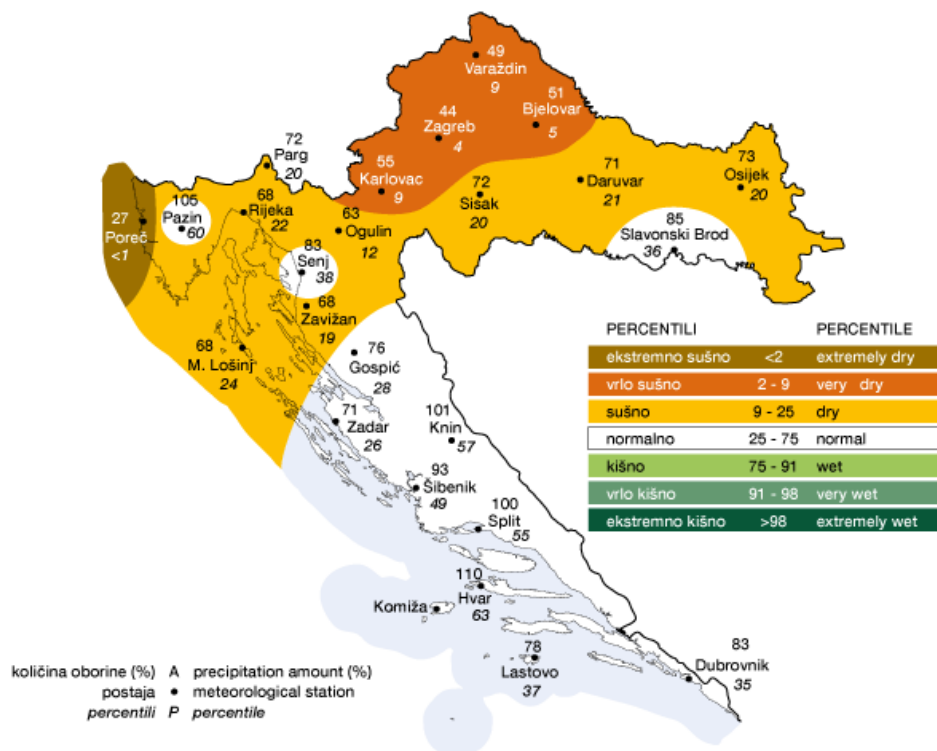 49
Varaždin
9
51
Bjelovar
5
44
Zagreb
4
55
Karlovac
9
72
Parg
20
73
Osijek
20
71
Daruvar
21
72
Sisak
20
105
Pazin
60
68
Rijeka
22
63
Ogulin
12
27
Poreč
<1
85
Slavonski Brod
36
83
Senj
38
68
Zavižan
19
68
M. Lošinj
24
76
Gospić
28
71
Zadar
26
101
Knin
57
93
Šibenik
49
100
Split
55
110
Hvar
63
Komiža
78
Lastovo
37
83
Dubrovnik
35
PERCENTILI PERCENTILE
ekstremno sušno <2 extremely dry
vrlo sušno 2 - 9 very dry
sušno 9 - 25 dry
normalno 25 - 75 normal
kišno 75 - 91 wet
vrlo kišno 91 - 98 very wet
ekstremno kišno >98 extremely wet
količina oborine (%) A precipitation amount (%)
postaja • meteorological station
percentili P percentile